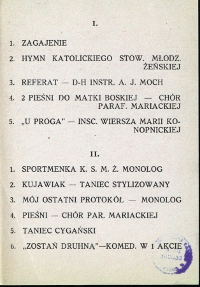 I.
1. ZAGAJENIE
2. HYMN KATOLICKIEGO STOW. MŁODZ.
ŻEŃSKIEJ
3. REFERAT — D-H INSTR. A. J. MOCH
4. 2 PIEŚNI DO MATKI BOSKIEJ — CHÓR
PARAF. MARIACKIEJ
5. „U PROGA" — INSC. WIERSZA MARII KO-
NOPNICKIEJ
II.
1. SPORTMENKA K. S. M. Ż. MONOLOG
2. KUJAWIAK — TANIEC STYLIZOWANY
3. MÓJ OSTATNI PROTOKÓŁ — MONOLOG
4. PIEŚNI — CHÓR PAR. MARIACKIEJ
5. TANIEC CYGAŃSKI
6. „ZOSTAŃ DRUHNĄ"—KOMED. W 1 AKCIE